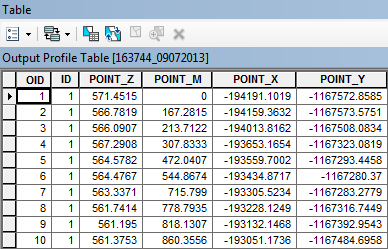 Table
Output Profile Table [163744_09072013]
OID ID POINT_Z POINT_M POINT_X POINT_Y
1 1 571.4515 0 -194191.1019 -1167572.8585
2 1 566.7819 167.2815 -194159.3632 -1167573.5751
3 1 566.0907 213.7122 -194013.8162 -1167508.0834
4 1 567.2908 307.8333 -193653.1654 -1167323.0819
5 1 564.5782 472.0407 -193559.7002 -1167293.4458
6 1 564.4767 544.8674 -193434.8717 -1167280.37
7 1 563.3371 715.799 -193305.5234 -1167283.2779
8 1 561.7414 778.7935 -193228.1249 -1167316.7449
9 1 561.195 818.1307 -193132.1468 -1167392.9543
10 1 561.3753 860.3556 -193051.1736 -1167484.6958